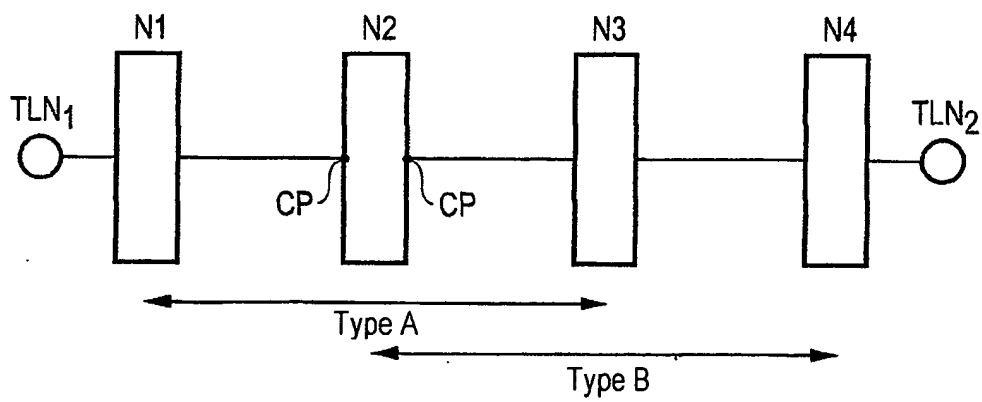 N1 N2 N3 N4
TLN1 TLN2
CP CP
Type A
Type B